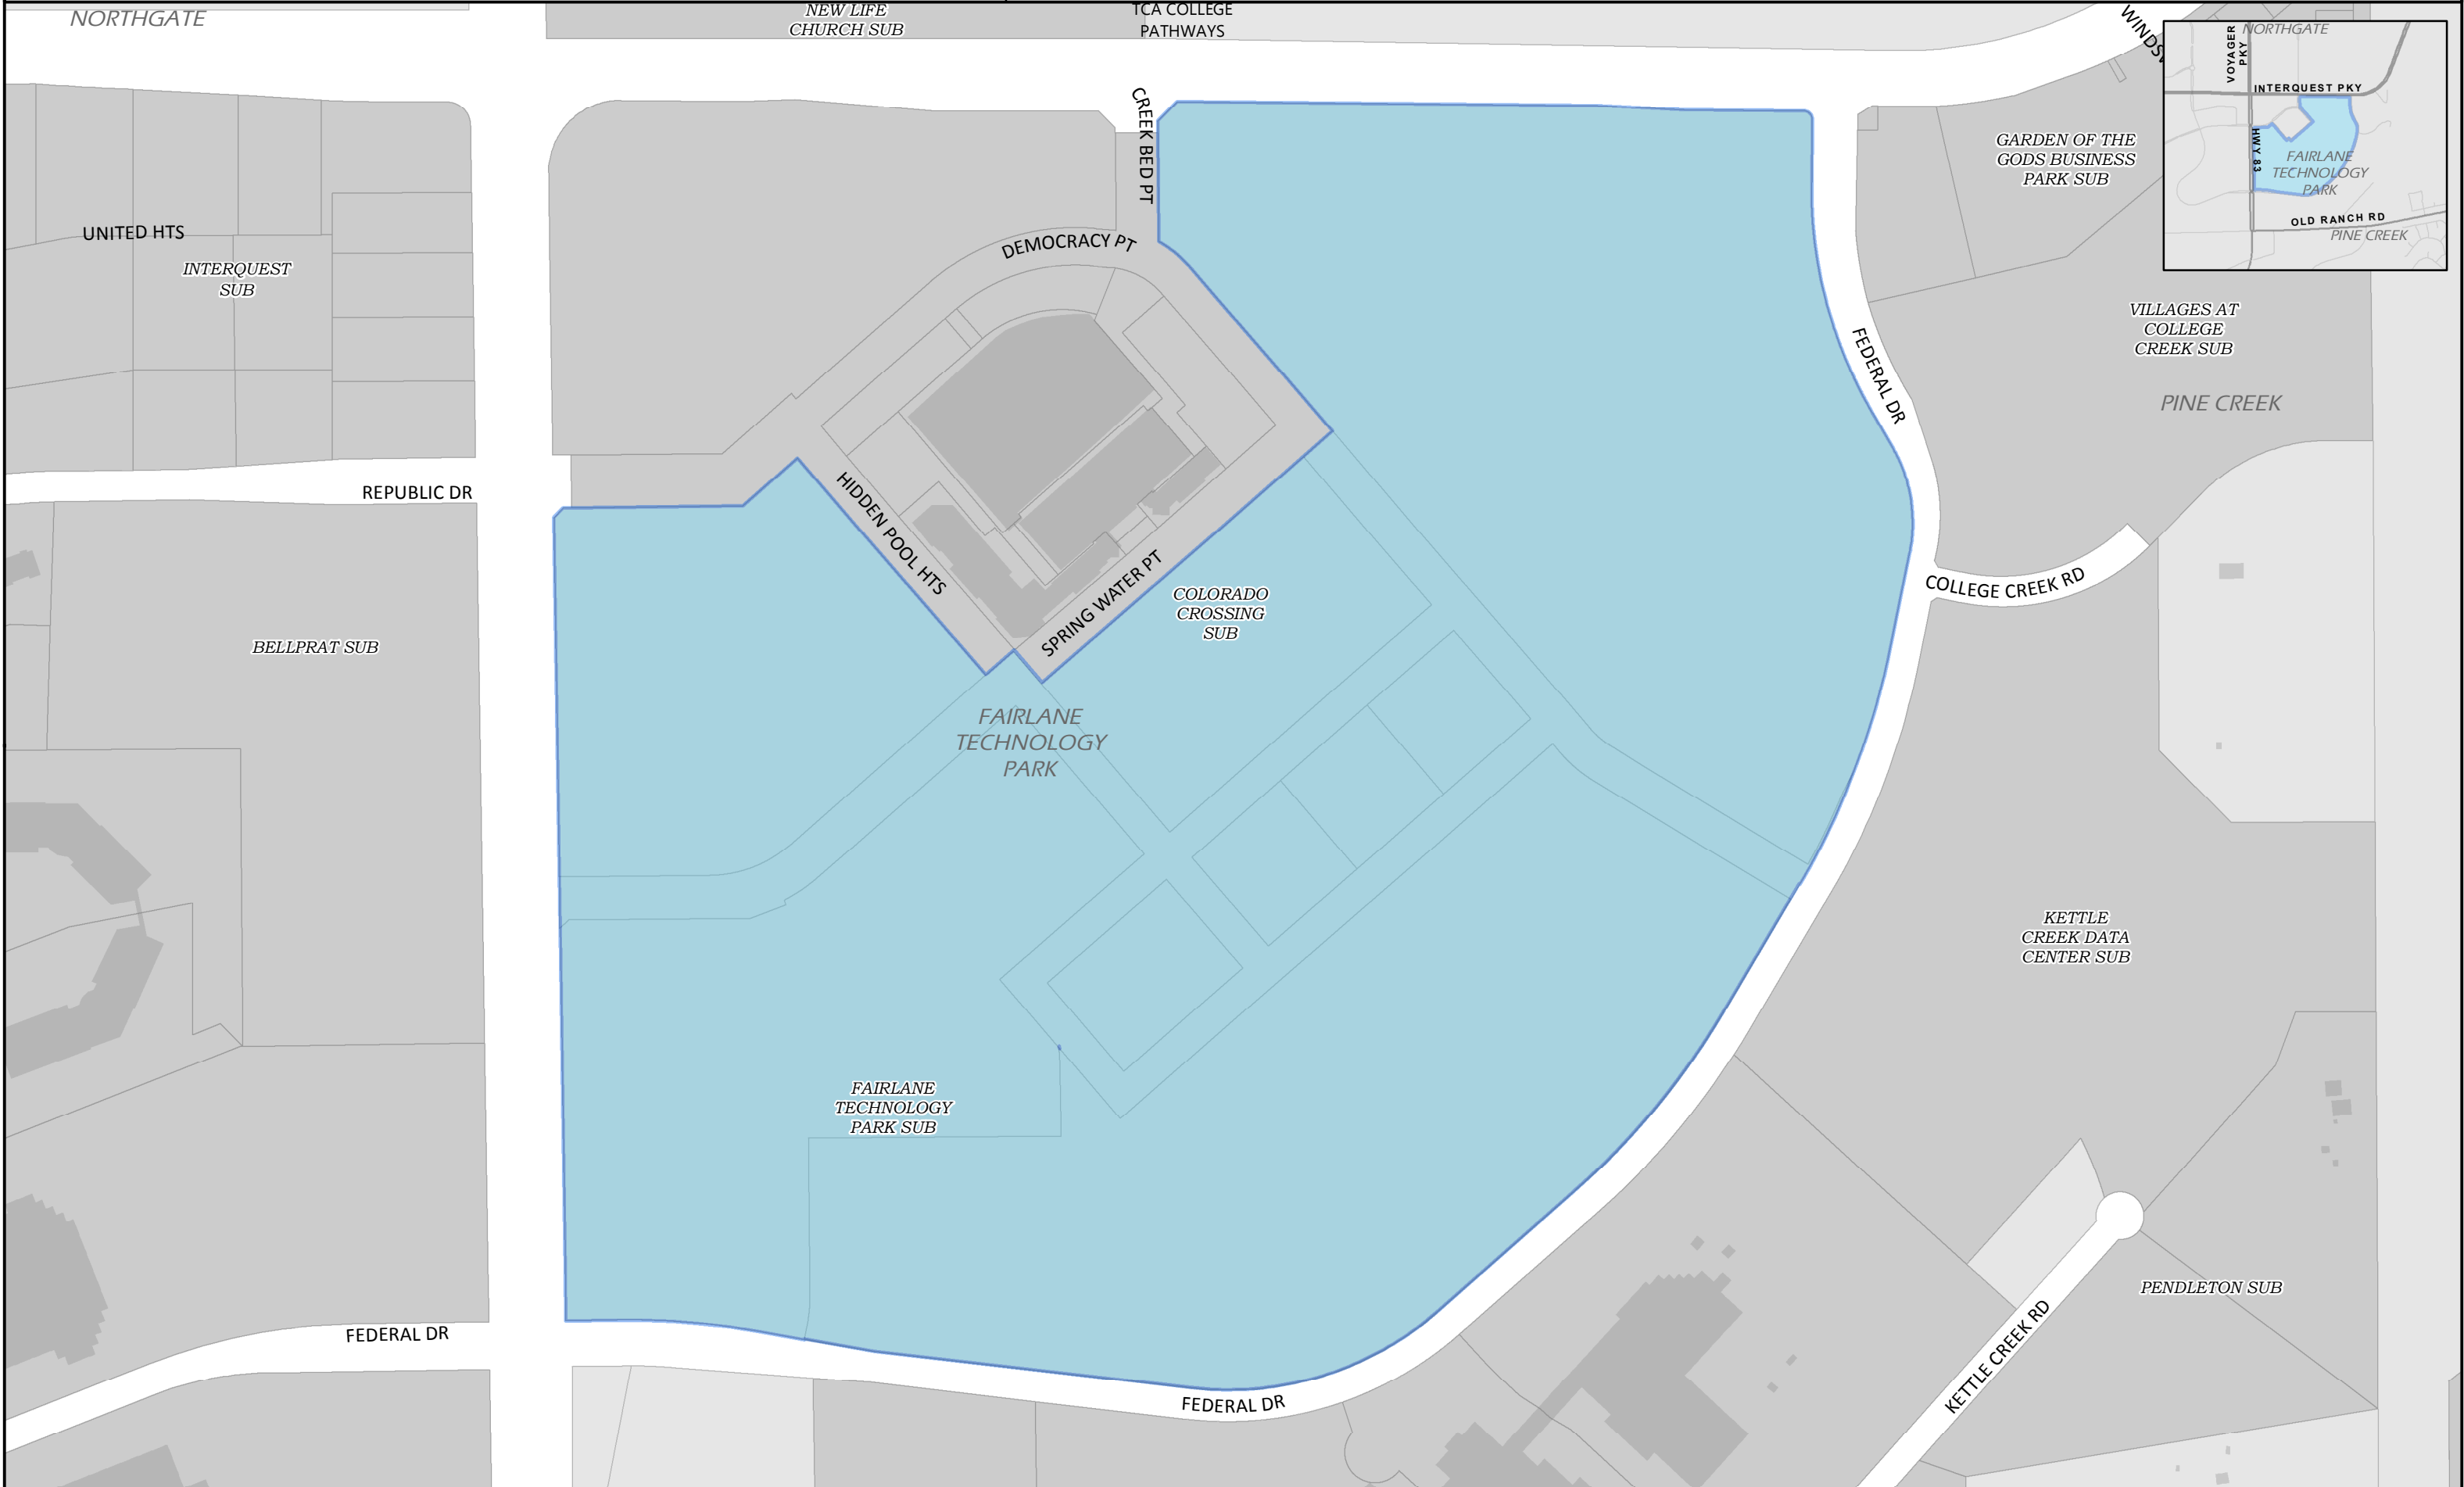 NORTHGATE
NEW LIFE
CHURCH SUB
TCA COLLEGE
PATHWAYS
NORTHGATE
VOYAGER
PKY
INTERQUEST PKY
HWY 83
FAIRLANE
TECHNOLOGY
PARK
OLD RANCH RD
PINE CREEK
CREEK BED PT
GARDEN OF THE
GODS BUSINESS
PARK SUB
UNITED HTS
INTERQUEST
SUB
DEMOCRACY PT
VILLAGES AT
COLLEGE
CREEK SUB
FEDERAL DR
PINE CREEK
REPUBLIC DR
HIDDEN POOL HTS
SPRING WATER PT
COLORADO
CROSSING
SUB
COLLEGE CREEK RD
BELLPRAT SUB
FAIRLANE
TECHNOLOGY
PARK
KETTLE
CREEK DATA
CENTER SUB
FAIRLANE
TECHNOLOGY
PARK SUB
PENDLETON SUB
FEDERAL DR
KETTLE CREEK RD
FEDERAL DR